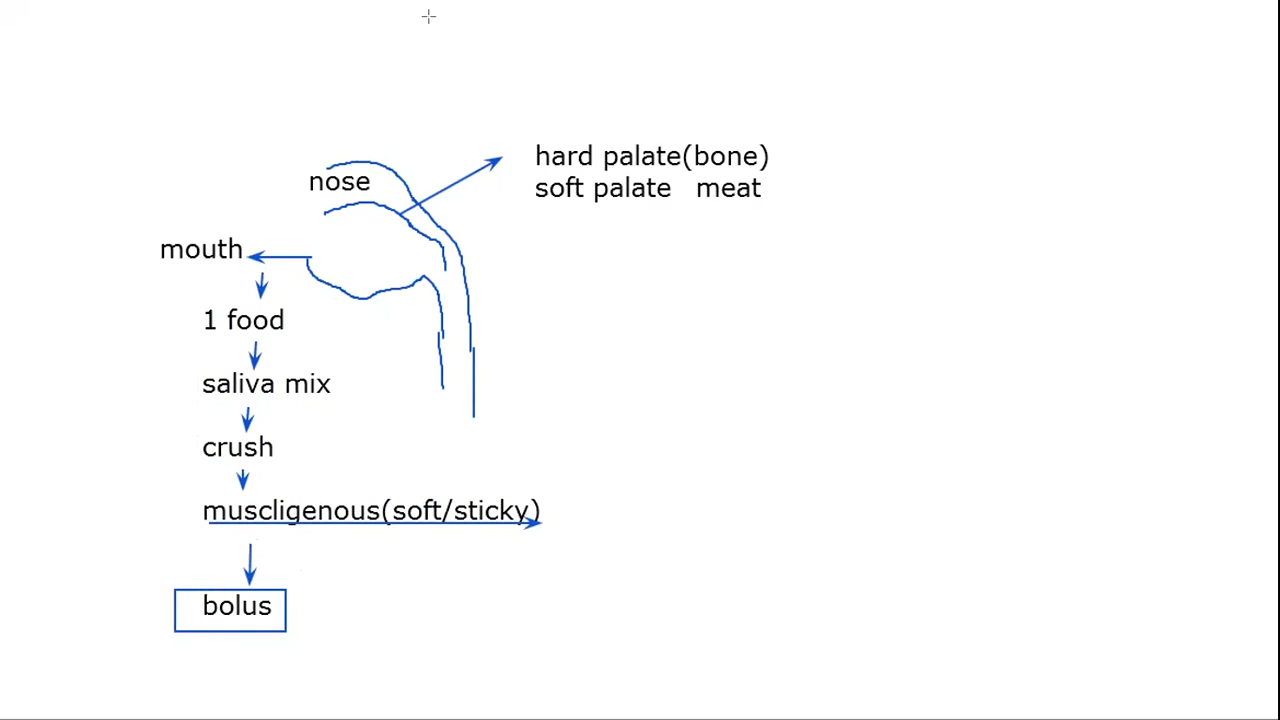 hard palate(bone)
soft palate meat
nose
mouth
1 food
saliva mix
crush
muscligenous(soft/sticky)
bolus